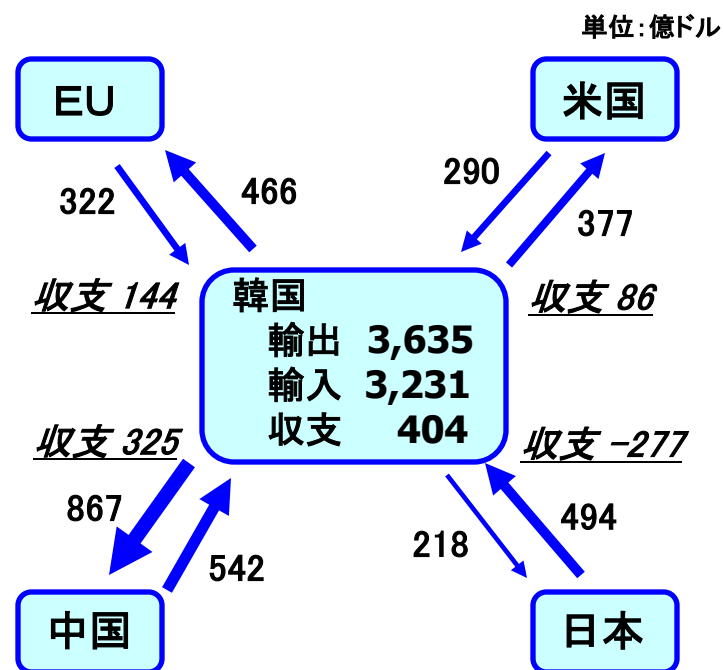 単位：億ドル
ＥＵ
米国
322
466
290
377
収支 144
収支 86
韓国
輸出 3,635
輸入 3,231
収支 404
収支 325
収支 -277
867
542
218
494
中国
日本